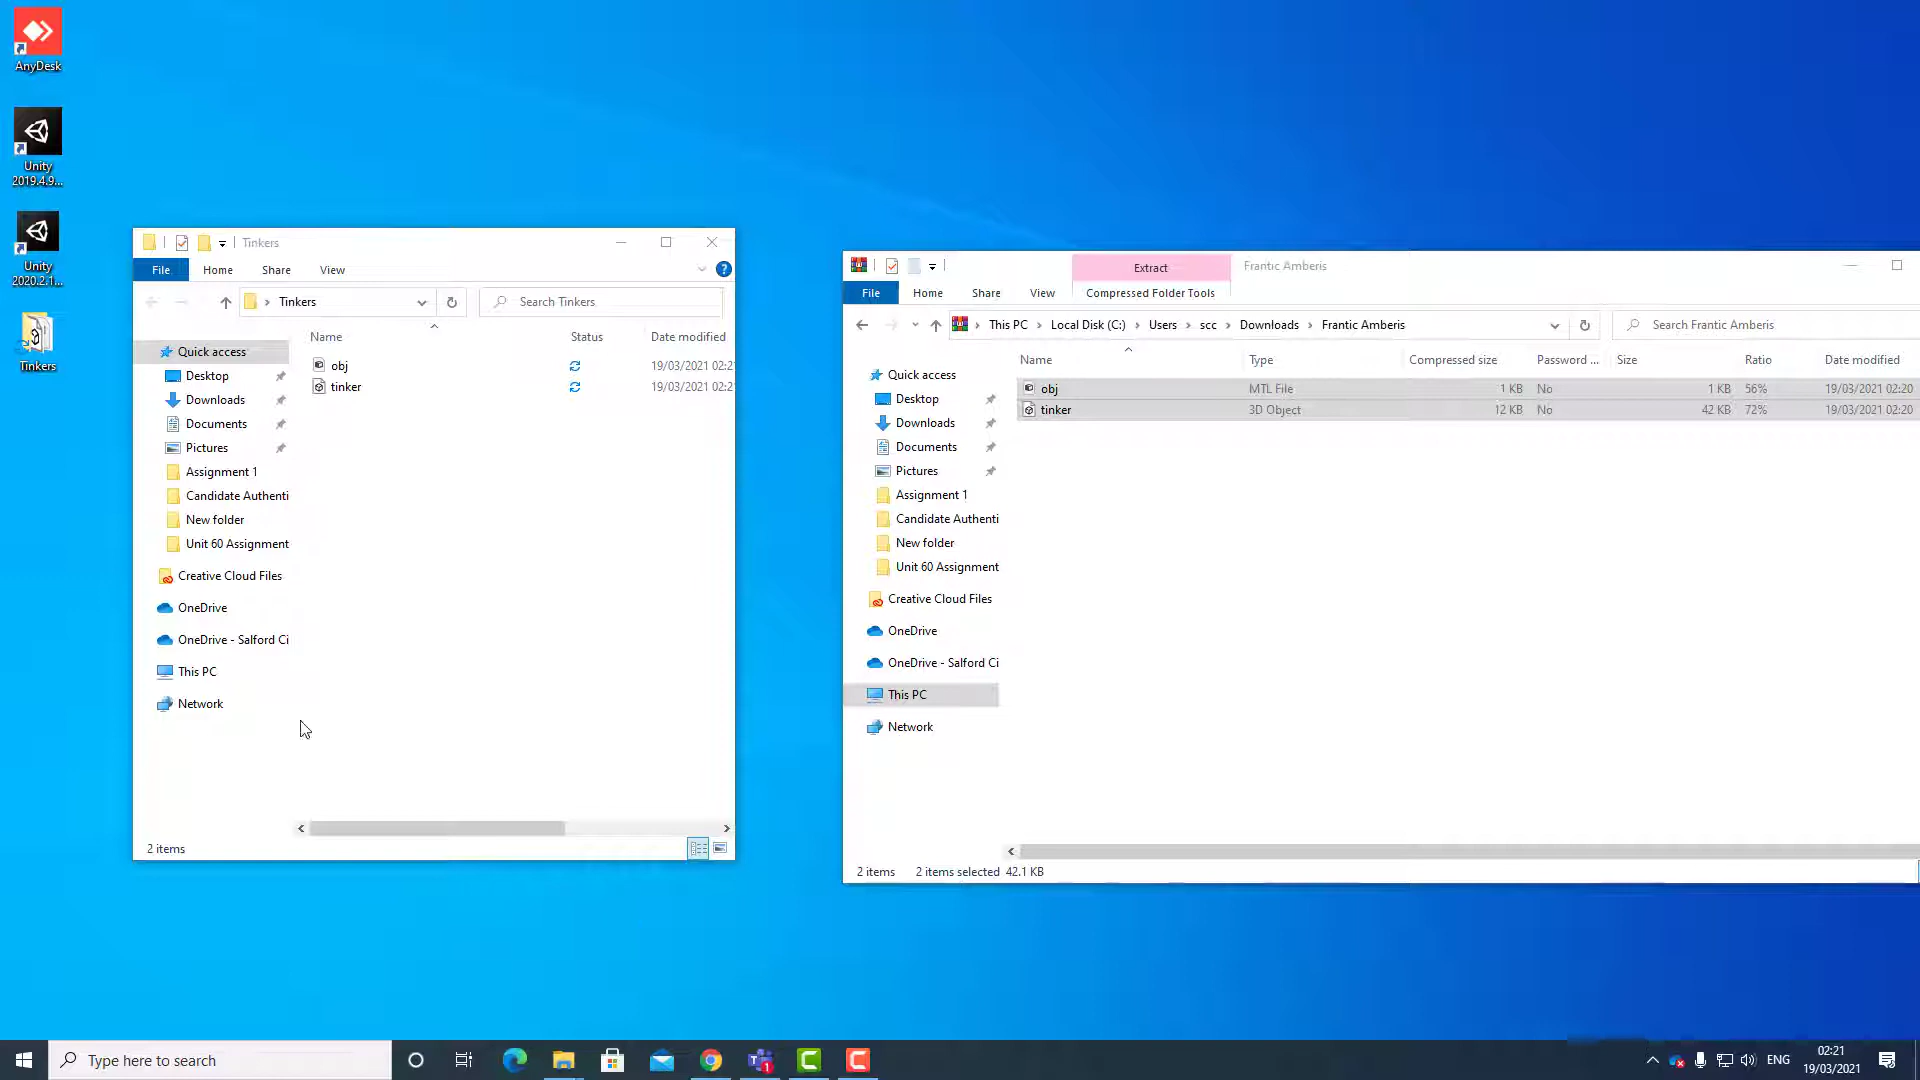 AnyDesk
Unity
2019.4.9...
Unity
2020.2.1...
Tinkers
Tinkers
File Home Share View
Tinkers
Search Tinkers
Name Status Date modified
Quick access
Desktop
Downloads
Documents
Pictures
Assignment 1
Candidate Authenti
New folder
Unit 60 Assignment
Creative Cloud Files
OneDrive
OneDrive - Salford Ci
This PC
Network
obj 19/03/2021 02:21
tinker 19/03/2021 02:21
2 items
Extract
Frantic Amberis
File Home Share View Compressed Folder Tools
This PC Local Disk (C:) Users scc Downloads Frantic Amberis
Search Frantic Amberis
Name Type Compressed size Password ... Size Ratio Date modified
Quick access
Desktop
Downloads
Documents
Pictures
Assignment 1
Candidate Authenti
New folder
Unit 60 Assignment
Creative Cloud Files
OneDrive
OneDrive - Salford Ci
This PC
Network
obj MTL File 1 KB No 1 KB 56% 19/03/2021 02:20
tinker 3D Object 12 KB No 42 KB 72% 19/03/2021 02:20
2 items 2 items selected 42.1 KB
Type here to search
1
ENG
02:21
19/03/2021